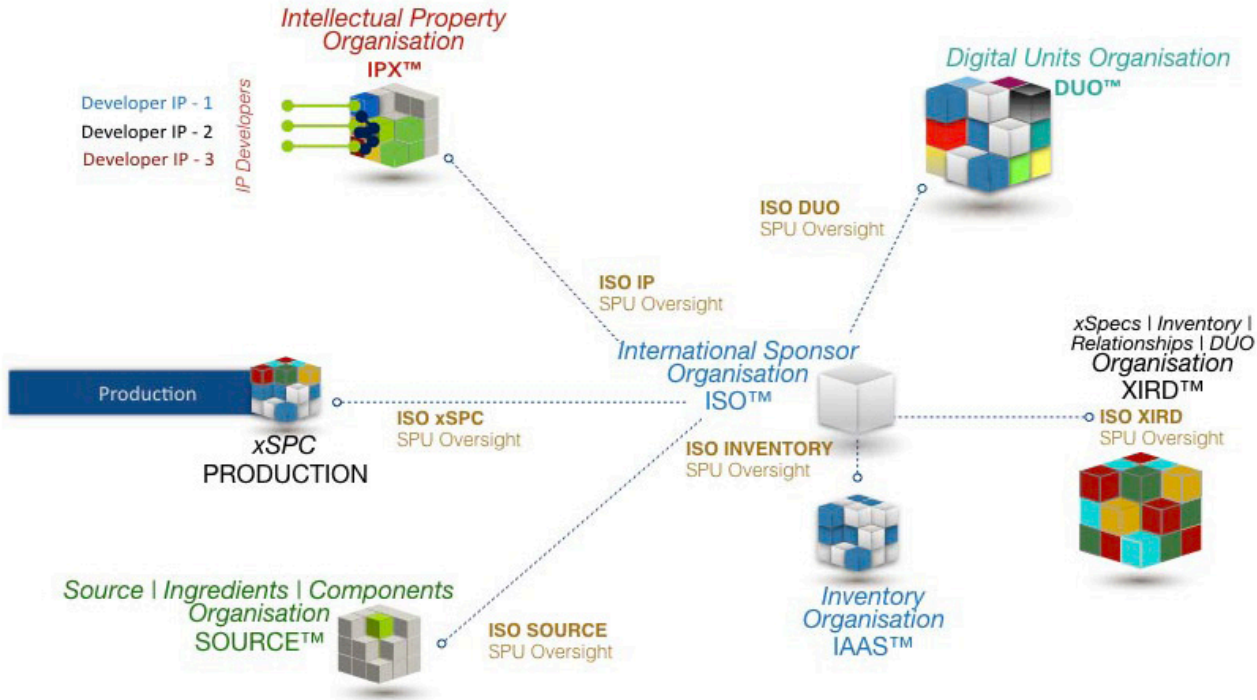 Intellectual Property
Organisation
IPX™
Developer IP - 1
Developer IP - 2
Developer IP - 3
IP Developers
Digital Units Organisation
DUO™
ISO DUO
SPU Oversight
ISO IP
SPU Oversight
xSpecs | Inventory |
Relationships | DUO
Organisation
XIRD™
ISO XIRD
SPU Oversight
International Sponsor
Organisation
ISO™
Production
xSPC
PRODUCTION
ISO xSPC
SPU Oversight
ISO INVENTORY
SPU Oversight
Source | Ingredients | Components
Organisation
SOURCE™
ISO SOURCE
SPU Oversight
Inventory
Organisation
IAAS™